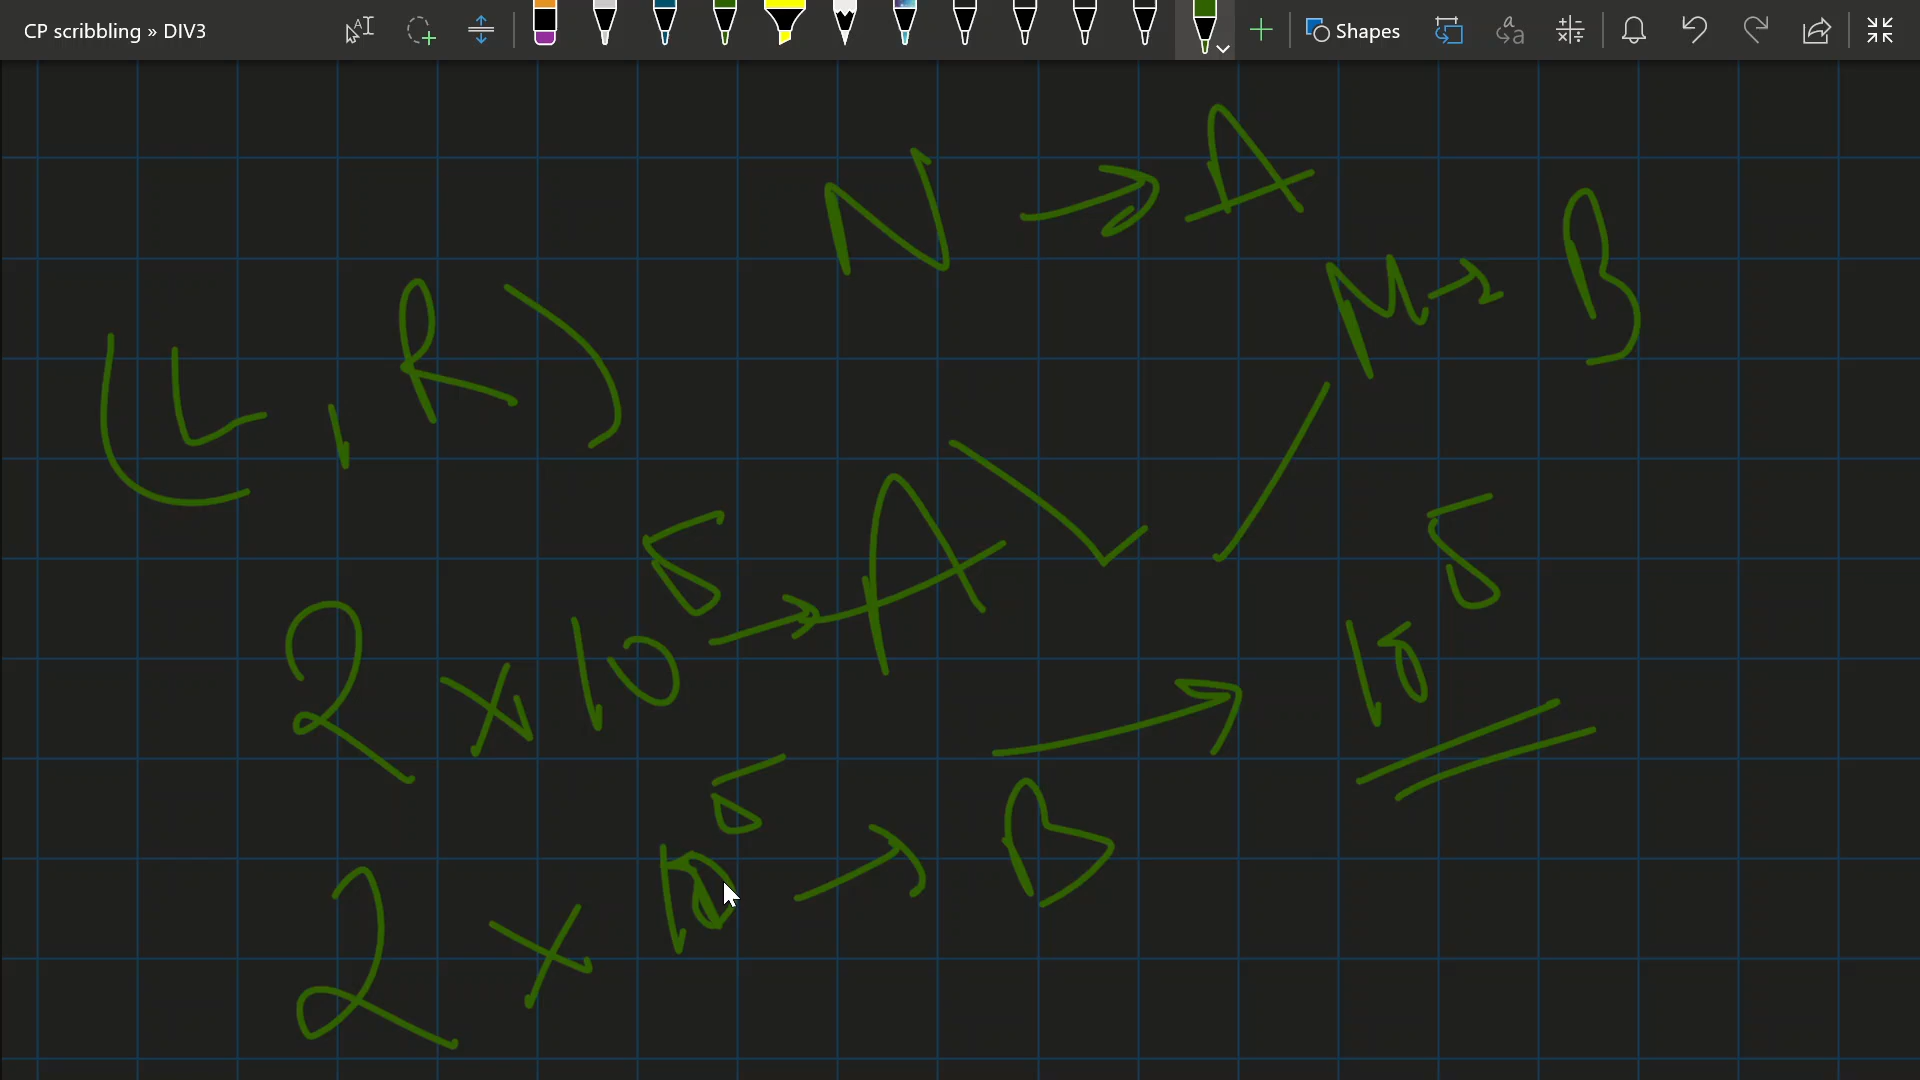 CP scribbling » DIV3
Shapes
N → A
M → B
(L, R)
2 × 10⁵ → A
→ 10⁵
2 × 10⁵ → B